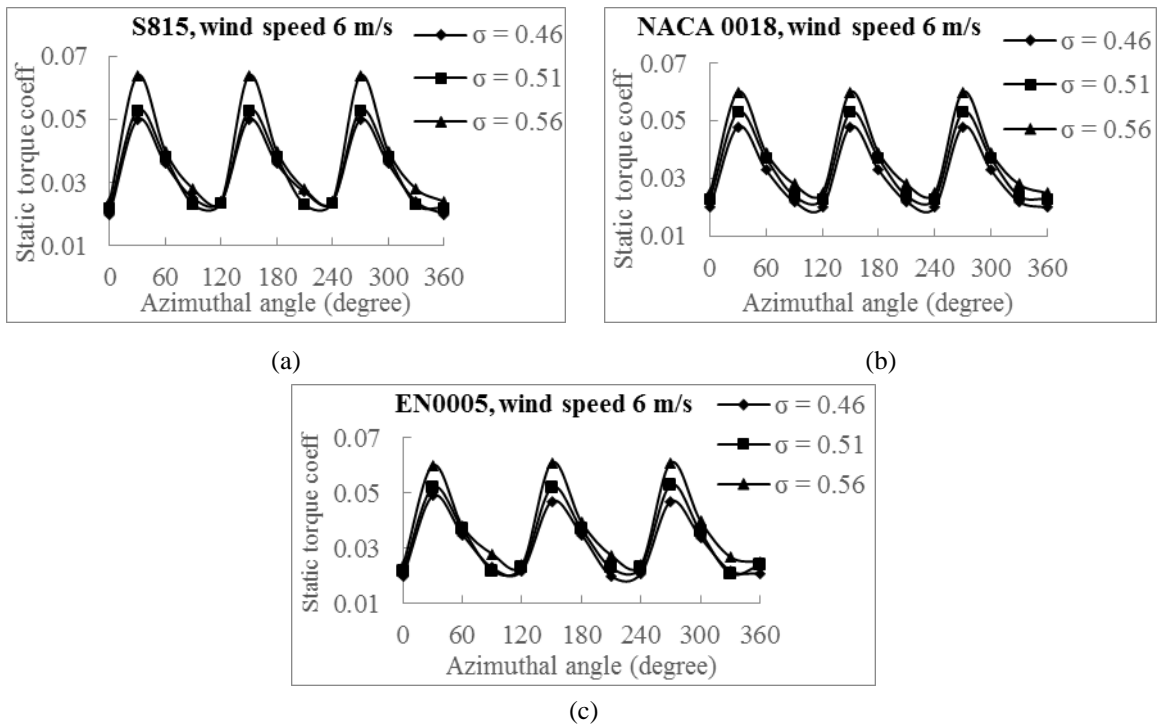 S815, wind speed 6 m/s
σ = 0.46
σ = 0.51
σ = 0.56
Static torque coeff
0.07
0.05
0.03
0.01
0 60 120 180 240 300 360
Azimuthal angle (degree)
(a)
NACA 0018, wind speed 6 m/s
σ = 0.46
σ = 0.51
σ = 0.56
Static torque coeff
0.07
0.05
0.03
0.01
0 60 120 180 240 300 360
Azimuthal angle (degree)
(b)
EN0005, wind speed 6 m/s
σ = 0.46
σ = 0.51
σ = 0.56
Static torque coeff
0.07
0.05
0.03
0.01
0 60 120 180 240 300 360
Azimuthal angle (degree)
(c)